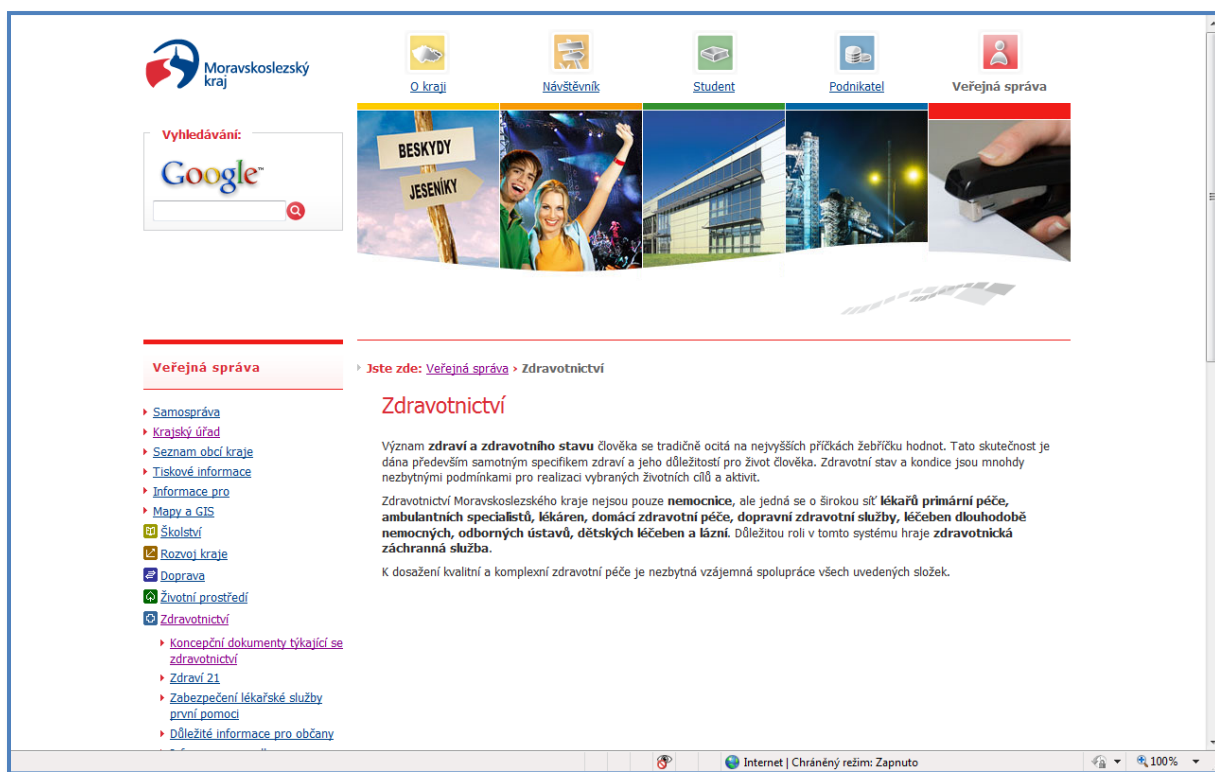 Moravskoslezský
kraj
O kraji
Návštěvník
Student
Podnikatel
Veřejná správa
Vyhledávání:
Google™
BESKYDY
JESENÍKY
Veřejná správa
Jste zde: Veřejná správa › Zdravotnictví
Samospráva
Krajský úřad
Seznam obcí kraje
Tiskové informace
Informace pro
Mapy a GIS
Školství
Rozvoj kraje
Doprava
Životní prostředí
Zdravotnictví
Koncepční dokumenty týkající se
zdravotnictví
Zdraví 21
Zabezpečení lékařské služby
první pomoci
Důležité informace pro občany
Zdravotnictví
Význam zdraví a zdravotního stavu člověka se tradičně ocitá na nejvyšších příčkách žebříčku hodnot. Tato skutečnost je
dána především samotným specifikem zdraví a jeho důležitostí pro život člověka. Zdravotní stav a kondice jsou mnohdy
nezbytnými podmínkami pro realizaci vybraných životních cílů a aktivit.
Zdravotnictví Moravskoslezského kraje nejsou pouze nemocnice, ale jedná se o širokou síť lékařů primární péče,
ambulantních specialistů, lékáren, domácí zdravotní péče, dopravní zdravotní služby, léčeben dlouhodobě
nemocných, odborných ústavů, dětských léčeben a lázní. Důležitou roli v tomto systému hraje zdravotnická
záchranná služba.
K dosažení kvalitní a komplexní zdravotní péče je nezbytná vzájemná spolupráce všech uvedených složek.
Internet | Chráněný režim: Zapnuto
100%